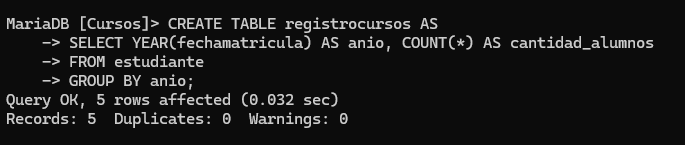 MariaDB [Cursos]> CREATE TABLE registrocursos AS
    -> SELECT YEAR(fechamatricula) AS anio, COUNT(*) AS cantidad_alumnos
    -> FROM estudiante
    -> GROUP BY anio;
Query OK, 5 rows affected (0.032 sec)
Records: 5  Duplicates: 0  Warnings: 0